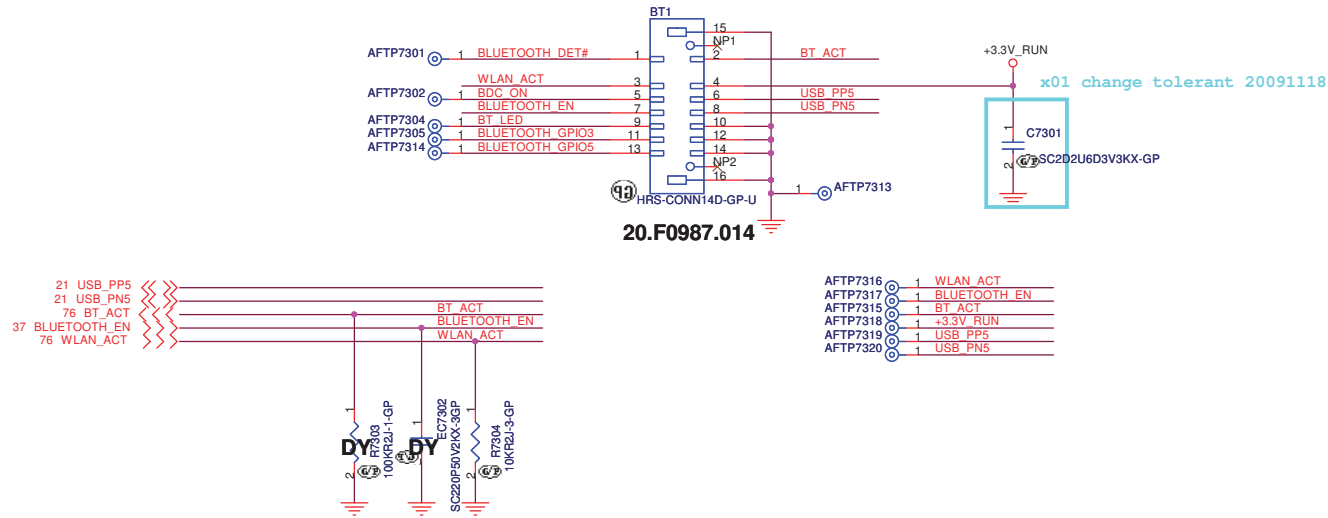 BT1
15
NP1
AFTP7301 1 BLUETOOTH_DET# 1 2 BT_ACT
+3.3V_RUN
WLAN_ACT 3 4
x01 change tolerant 20091118
AFTP7302 1 BDC_ON 5 6 USB_PP5
BLUETOOTH_EN 7 8 USB_PN5
AFTP7304 1 BT_LED 9 10
AFTP7305 1 BLUETOOTH_GPIO3 11 12
AFTP7314 1 BLUETOOTH_GPIO5 13 14
1 C7301
2 G/P SC2D2U6D3V3KX-GP
NP2
16
GP HRS-CONN14D-GP-U
1 AFTP7313
20.F0987.014
21 USB_PP5
21 USB_PN5
76 BT_ACT BT_ACT
37 BLUETOOTH_EN BLUETOOTH_EN
76 WLAN_ACT WLAN_ACT
AFTP7316 1 WLAN_ACT
AFTP7317 1 BLUETOOTH_EN
AFTP7315 1 BT_ACT
AFTP7318 1 +3.3V_RUN
AFTP7319 1 USB_PP5
AFTP7320 1 USB_PN5
1 DY 2 G/P R7303
100KR2J-1-GP
1 DY EC7302
SC220P50V2KX-3GP
1 2 G/P R7304
10KR2J-3-GP